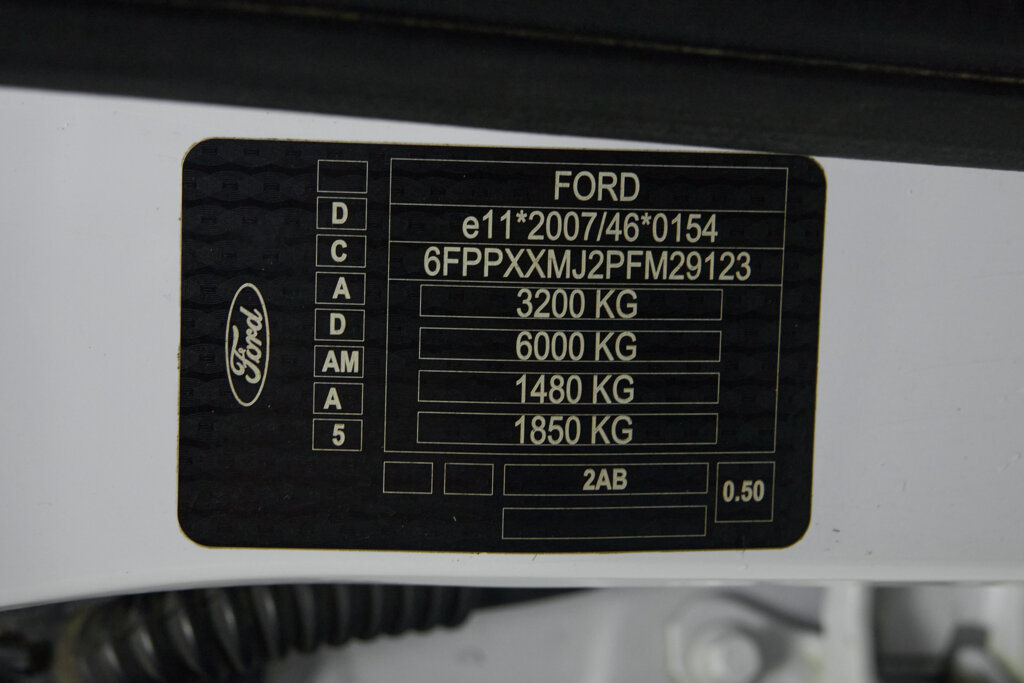 FORD
e11*2007/46*0154
6FPPXXMJ2PFM29123
3200 KG
6000 KG
1480 KG
1850 KG
D
C
A
D
AM
A
5
Ford
2AB
0.50